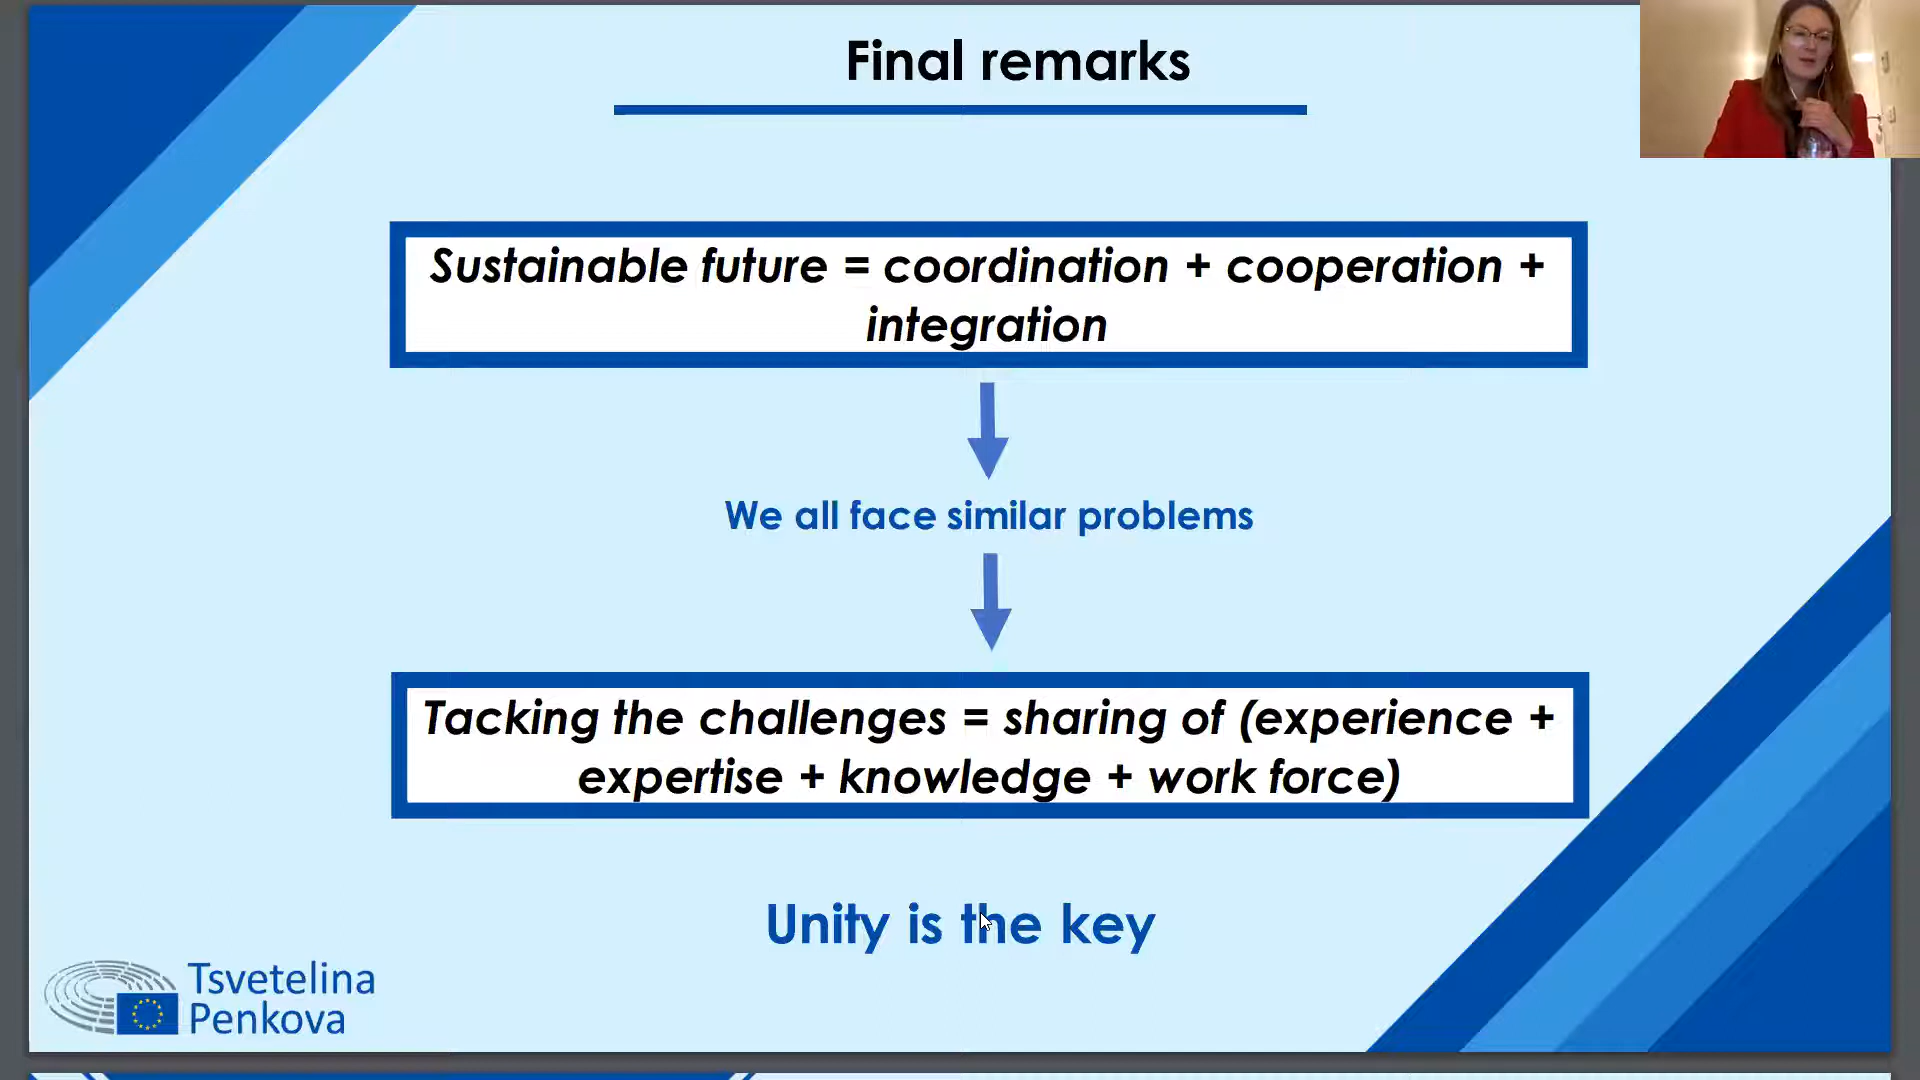 Final remarks
Sustainable future = coordination + cooperation +
integration
We all face similar problems
Tacking the challenges = sharing of (experience +
expertise + knowledge + work force)
Unity is the key
Tsvetelina
Penkova